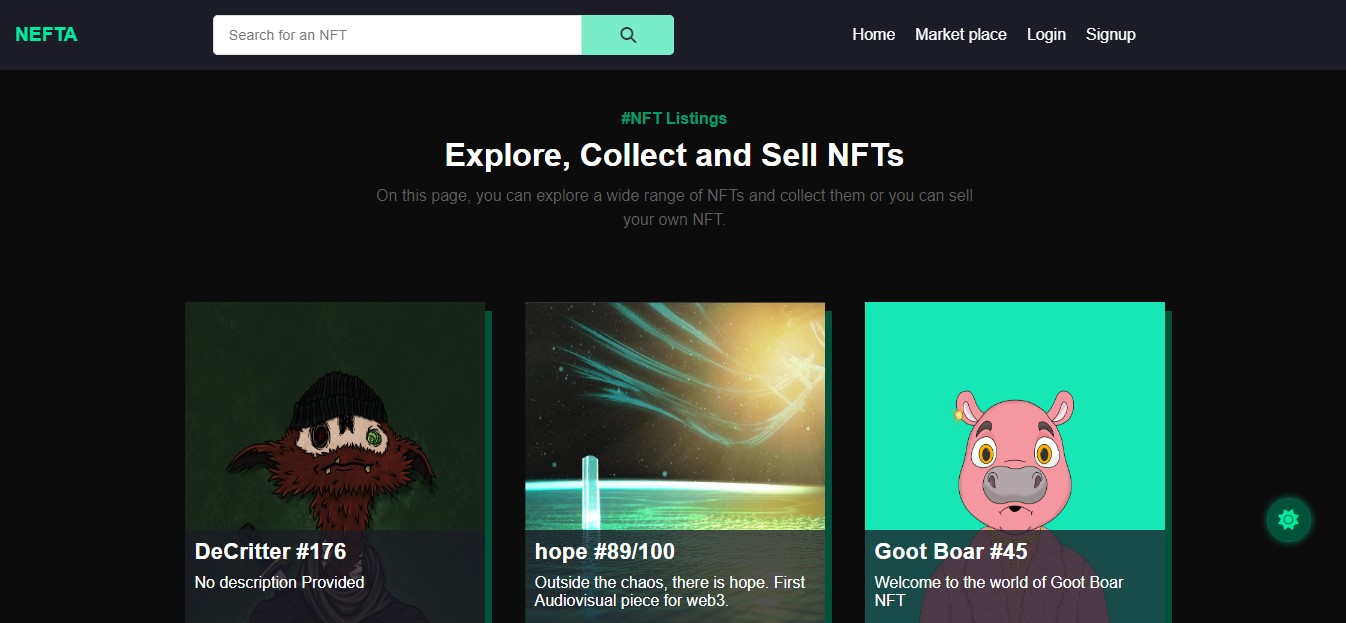 NEFTA
Search for an NFT
Home Market place Login Signup
#NFT Listings
Explore, Collect and Sell NFTs
On this page, you can explore a wide range of NFTs and collect them or you can sell
your own NFT.
DeCritter #176
No description Provided
hope #89/100
Outside the chaos, there is hope. First
Audiovisual piece for web3.
Goot Boar #45
Welcome to the world of Goot Boar
NFT